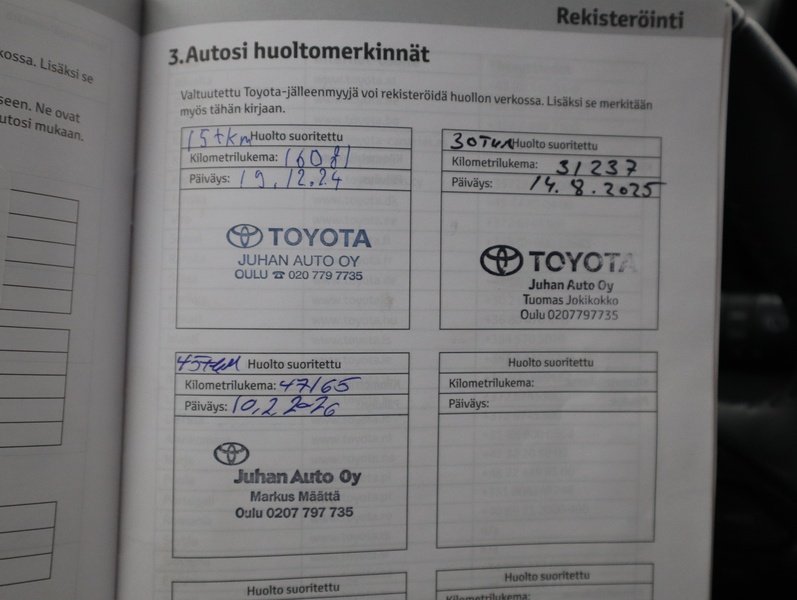 Rekisteröinti
kossa. Lisäksi se
seen. Ne ovat
utosi mukaan.
3.Autosi huoltomerkinnät
Valtuutettu Toyota-jälleenmyyjä voi rekisteröidä huollon verkossa. Lisäksi se merkitään
myös tähän kirjaan.
15tkm Huolto suoritettu
Kilometrilukema: 16081
Päiväys: 19.12.24
TOYOTA
JUHAN AUTO OY
OULU ☎ 020 779 7735
30TKM Huolto suoritettu
Kilometrilukema: 31237
Päiväys: 14.8.2025
TOYOTA
Juhan Auto Oy
Tuomas Jokikokko
Oulu 0207797735
45tkm Huolto suoritettu
Kilometrilukema: 47165
Päiväys: 10.2.2026
Juhan Auto Oy
Markus Määttä
Oulu 0207 797 735
Huolto suoritettu
Kilometrilukema:
Päiväys:
Huolto suoritettu
Huolto suoritettu
Kilometrilukema: